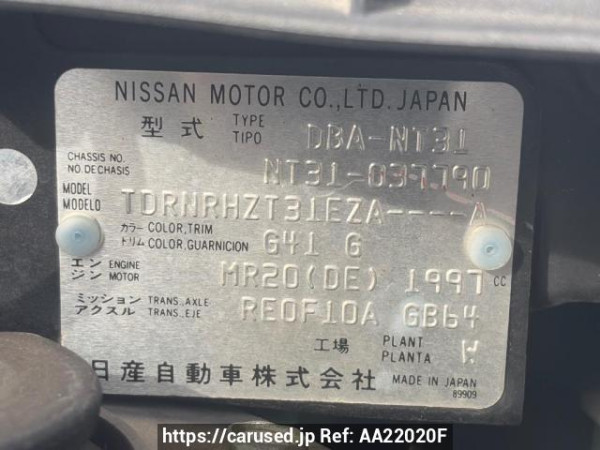 NISSAN MOTOR CO.,LTD. JAPAN
型式 TYPE TIPO DBA-NT31
CHASSIS NO. NO DE CHASIS NT31-037790
MODEL MODELO TDRNRHZT31EZA----A
カラー COLOR,TRIM トリム COLOR,GUARNICION G41 G
エンジン ENGINE MOTOR MR20(DE) 1997 CC
ミッション TRANS.,AXLE アクスル TRANS.,EJE RE0F10A GB64
工場 PLANT PLANTA W
日産自動車株式会社 MADE IN JAPAN
89909
https://carused.jp Ref: AA22020F